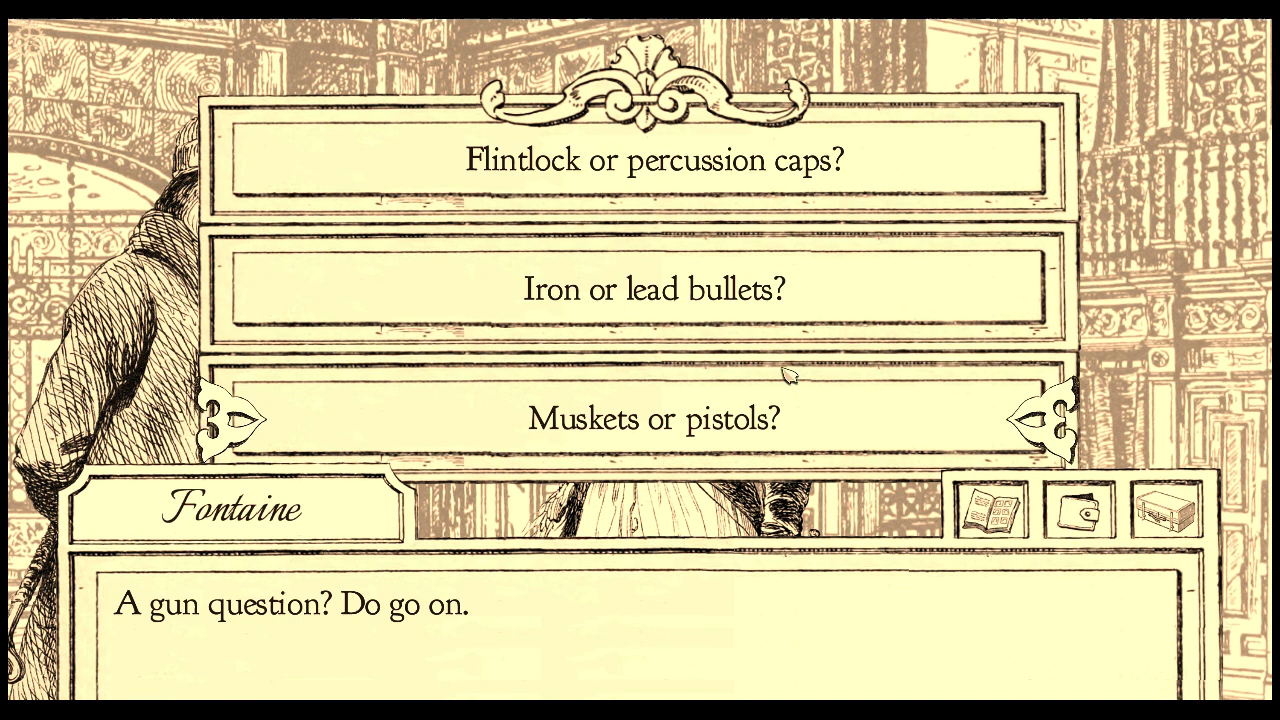 Flintlock or percussion caps?
Iron or lead bullets?
Muskets or pistols?
Fontaine
A gun question? Do go on.